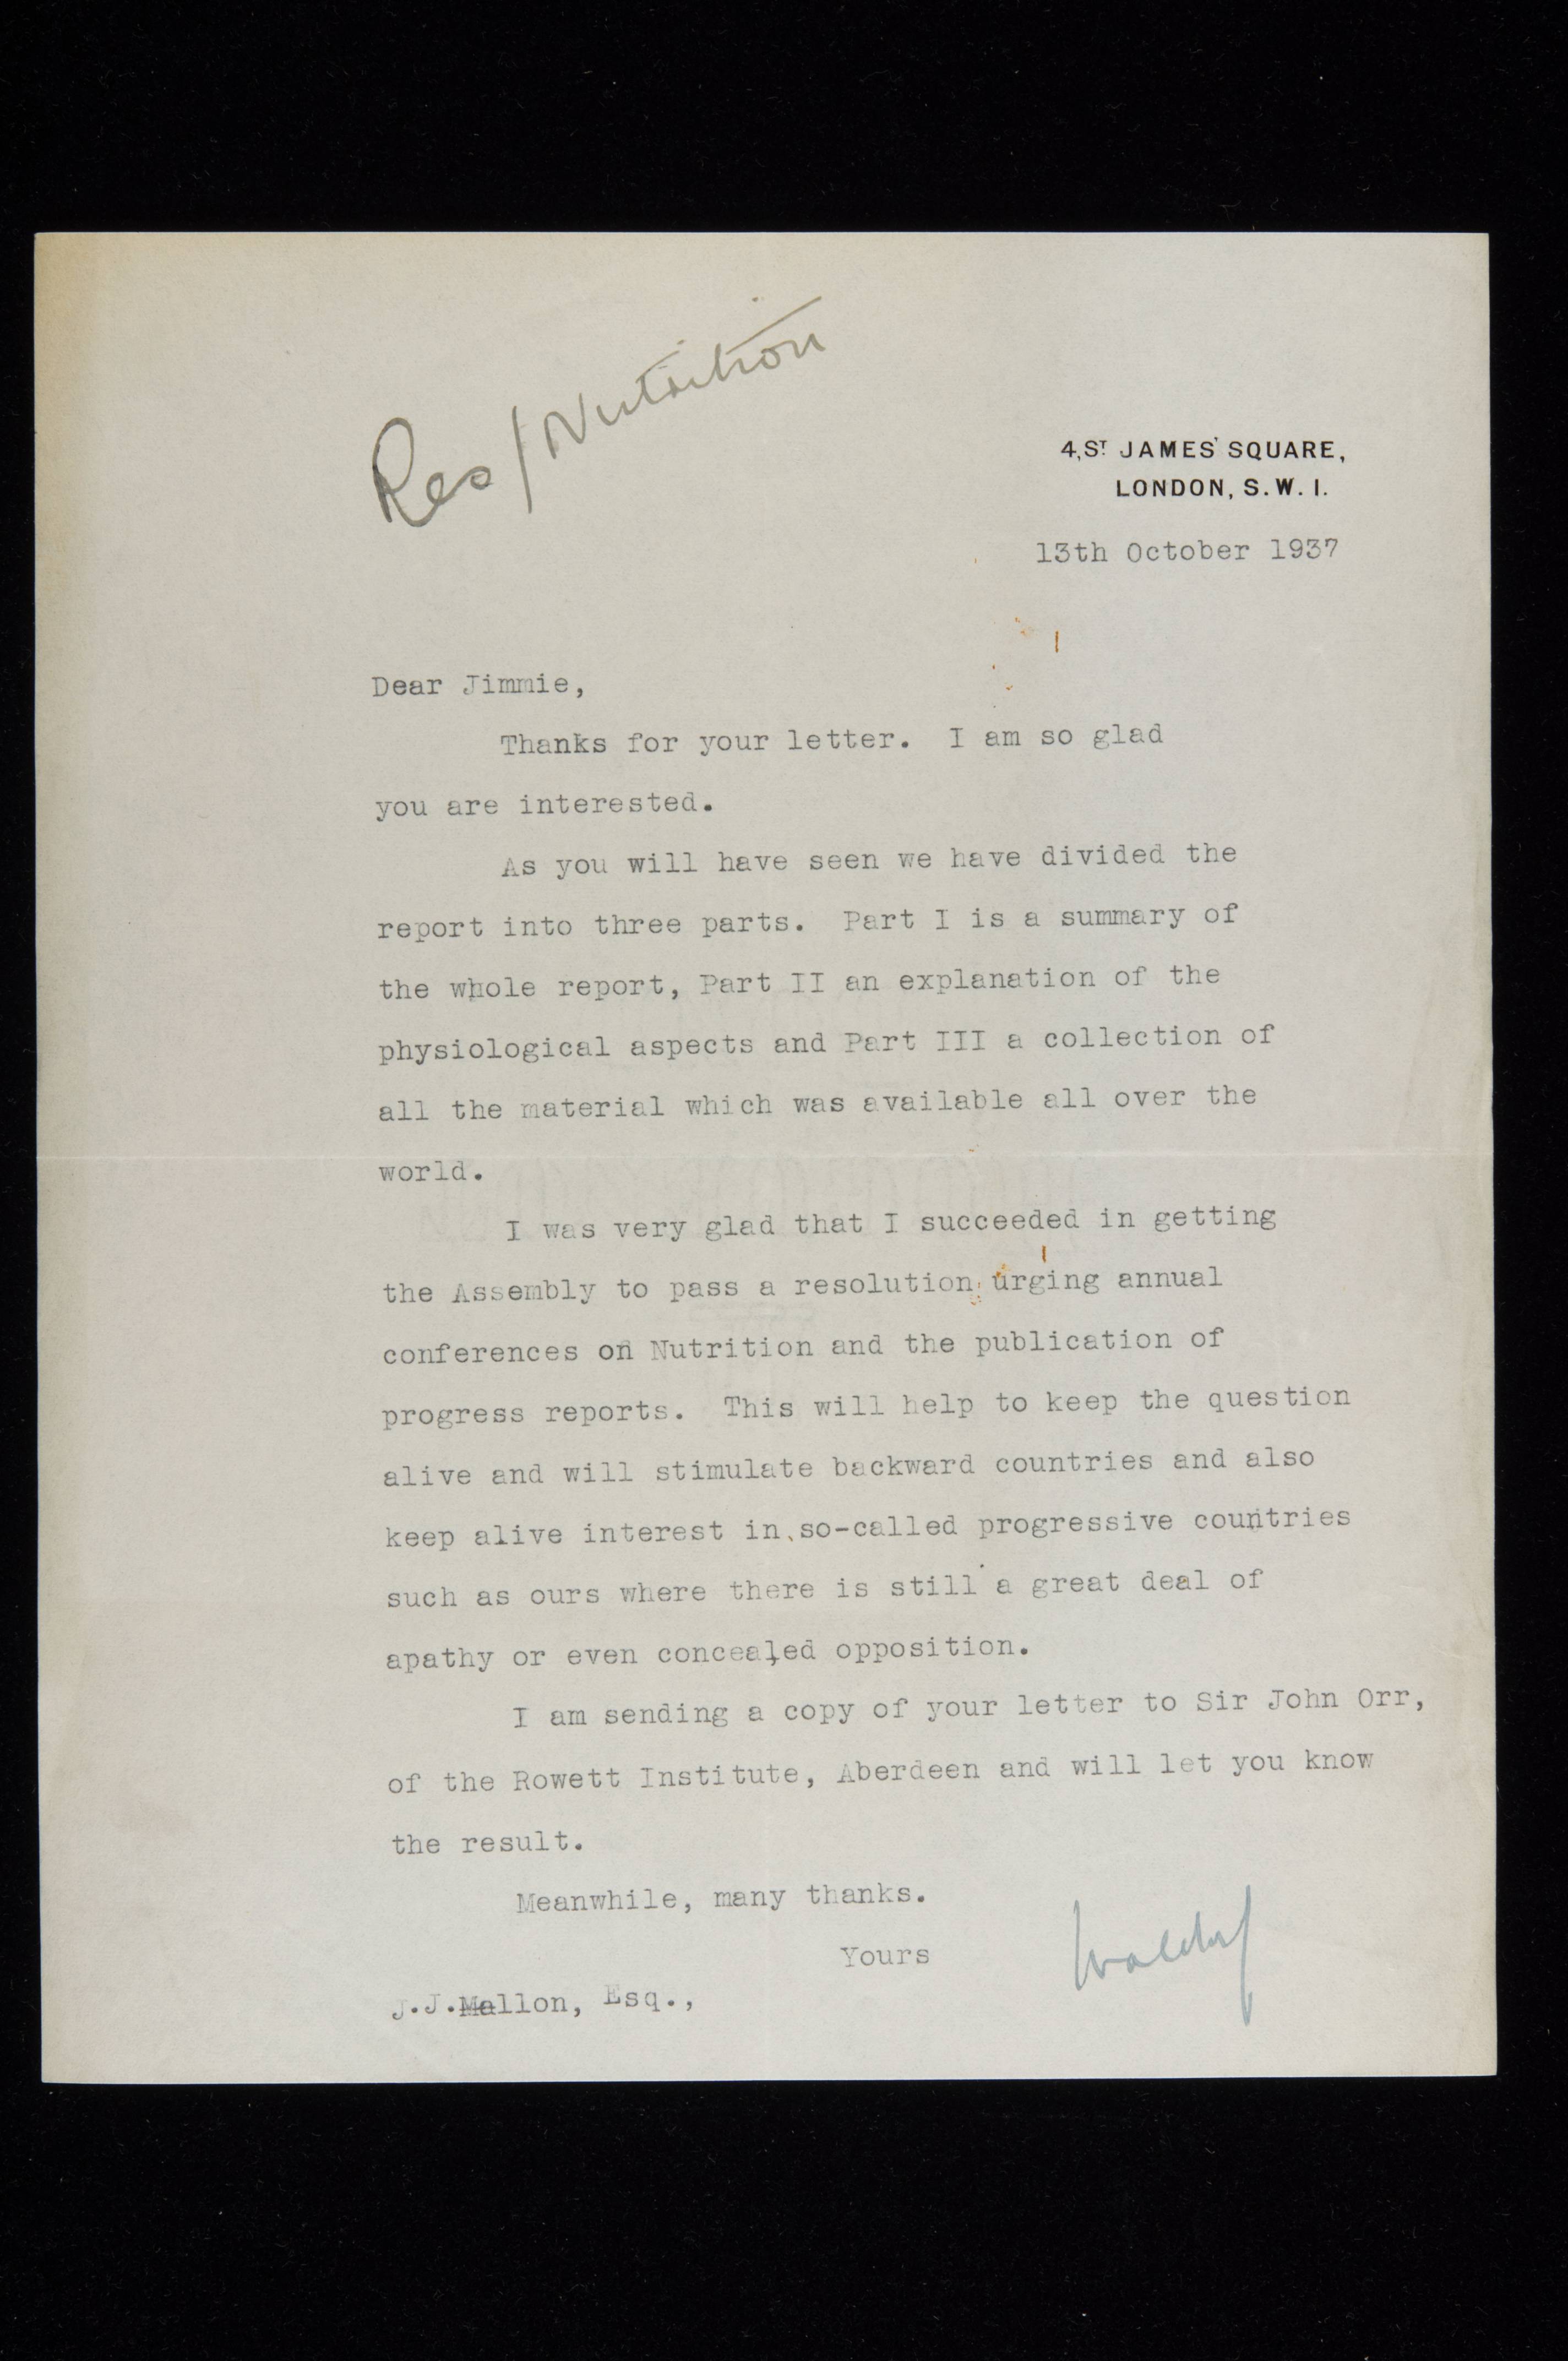 Res/Nutrition
4, ST JAMES' SQUARE,
LONDON, S.W.1.
13th October 1937
Dear Jimmie,
Thanks for your letter. I am so glad
you are interested.
As you will have seen we have divided the
report into three parts. Part I is a summary of
the whole report, Part II an explanation of the
physiological aspects and Part III a collection of
all the material which was available all over the
world.
I was very glad that I succeeded in getting
the Assembly to pass a resolution urging annual
conferences on Nutrition and the publication of
progress reports. This will help to keep the question
alive and will stimulate backward countries and also
keep alive interest in so-called progressive countries
such as ours where there is still a great deal of
apathy or even concealed opposition.
I am sending a copy of your letter to Sir John Orr,
of the Rowett Institute, Aberdeen and will let you know
the result.
Meanwhile, many thanks.
Yours
Waldorf
J.J.Mallon, Esq.,